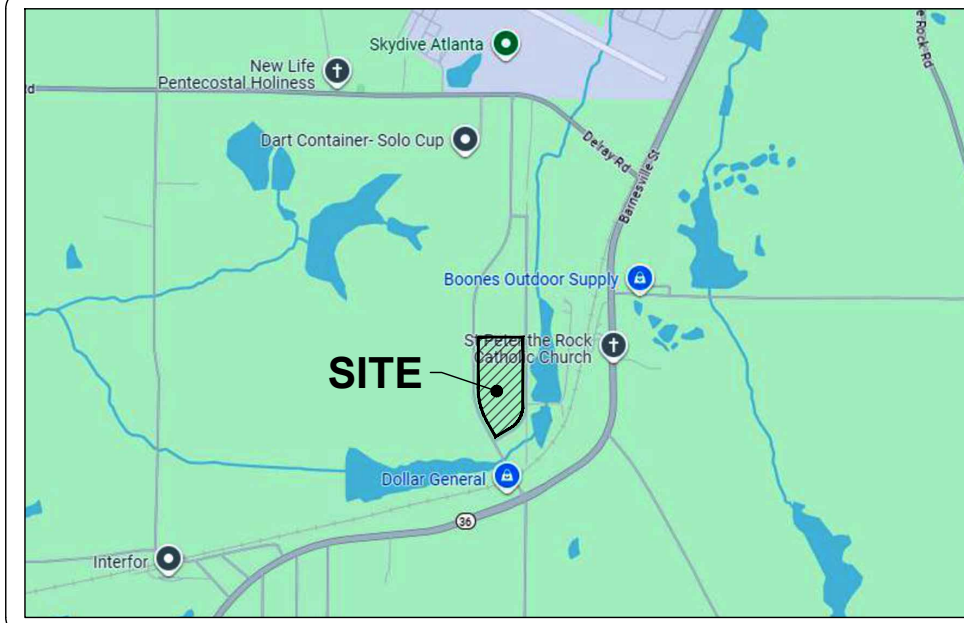 e Rock Rd
Skydive Atlanta
New Life
Pentecostal Holiness
d
Dart Container- Solo Cup
Delray Rd
Barnesville St
Boones Outdoor Supply
St Peter the Rock
Catholic Church
SITE
Dollar General
36
Interfor